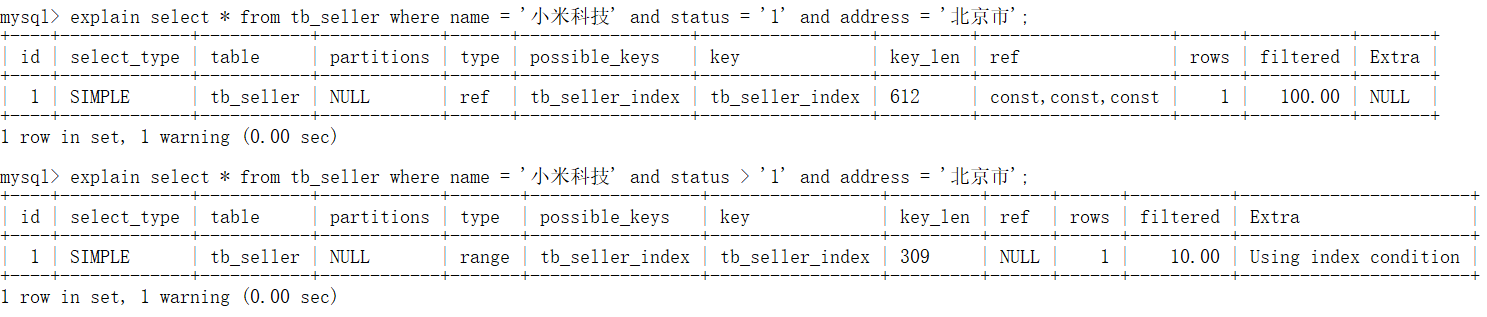 mysql> explain select * from tb_seller where name = '小米科技' and status = '1' and address = '北京市';
+----+-------------+-----------+------------+------+-----------------+-----------------+---------+-------------------+------+----------+-------+
| id | select_type | table | partitions | type | possible_keys | key | key_len | ref | rows | filtered | Extra |
+----+-------------+-----------+------------+------+-----------------+-----------------+---------+-------------------+------+----------+-------+
| 1 | SIMPLE | tb_seller | NULL | ref | tb_seller_index | tb_seller_index | 612 | const,const,const | 1 | 100.00 | NULL |
+----+-------------+-----------+------------+------+-----------------+-----------------+---------+-------------------+------+----------+-------+
1 row in set, 1 warning (0.00 sec)
mysql> explain select * from tb_seller where name = '小米科技' and status > '1' and address = '北京市';
+----+-------------+-----------+------------+-------+-----------------+-----------------+---------+------+------+----------+-----------------------+
| id | select_type | table | partitions | type | possible_keys | key | key_len | ref | rows | filtered | Extra |
+----+-------------+-----------+------------+-------+-----------------+-----------------+---------+------+------+----------+-----------------------+
| 1 | SIMPLE | tb_seller | NULL | range | tb_seller_index | tb_seller_index | 309 | NULL | 1 | 10.00 | Using index condition |
+----+-------------+-----------+------------+-------+-----------------+-----------------+---------+------+------+----------+-----------------------+
1 row in set, 1 warning (0.00 sec)